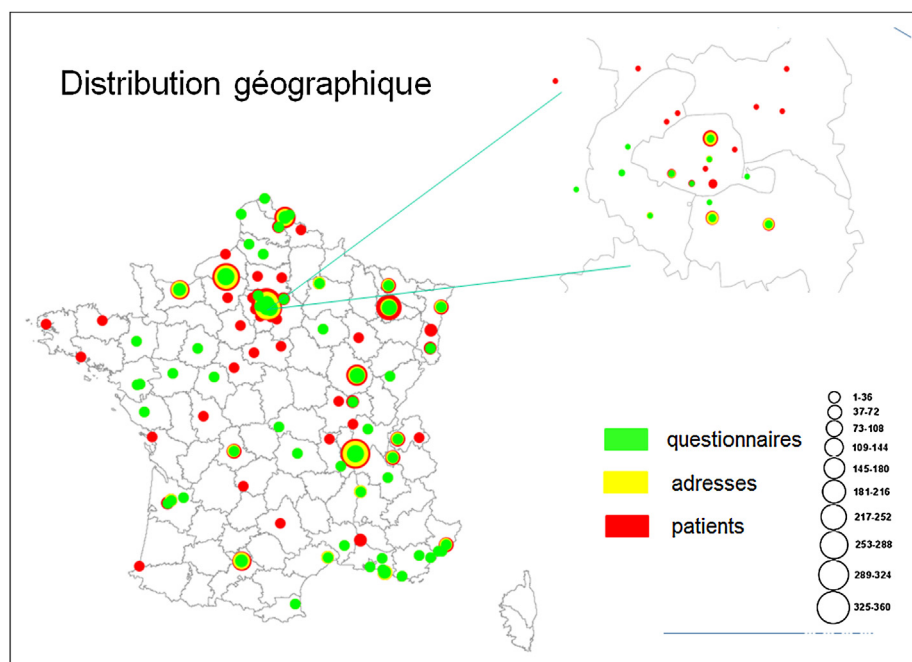 Distribution géographique
questionnaires
adresses
patients
1-36
37-72
73-108
109-144
145-180
181-216
217-252
253-288
289-324
325-360